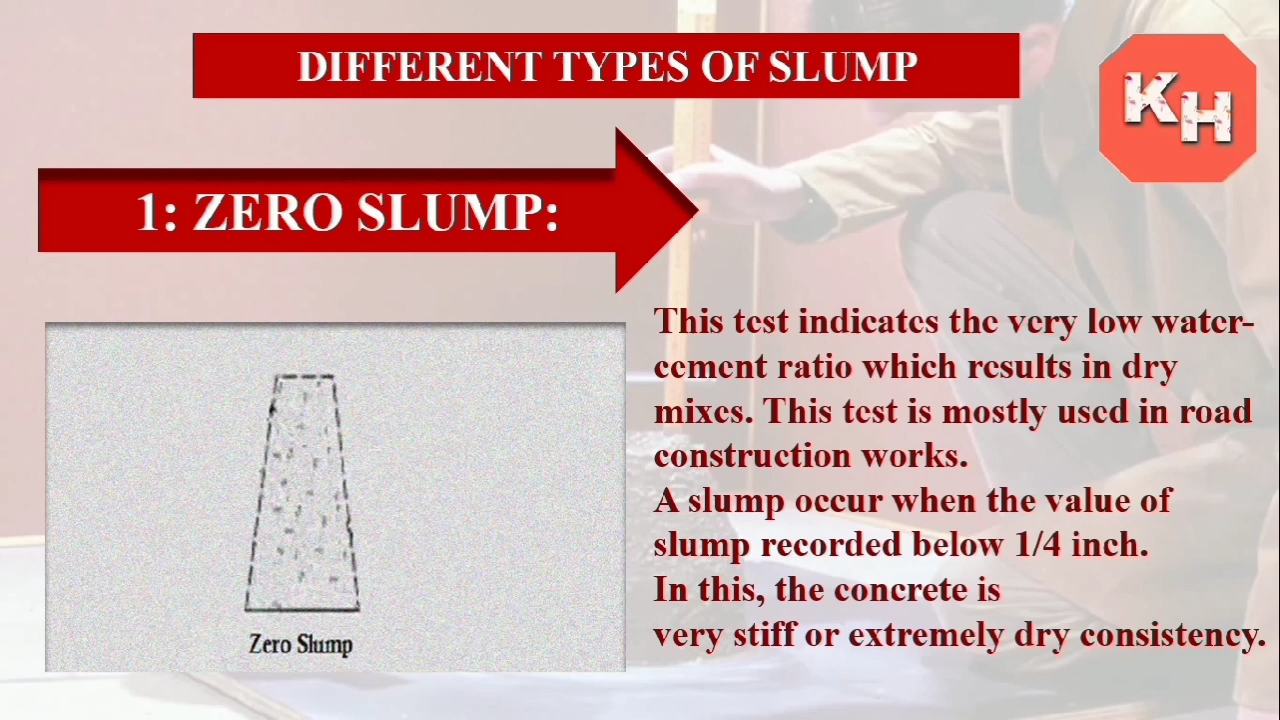 DIFFERENT TYPES OF SLUMP
KH
1: ZERO SLUMP:
This test indicates the very low water-
cement ratio which results in dry
mixes. This test is mostly used in road
construction works.
A slump occur when the value of
slump recorded below 1/4 inch.
In this, the concrete is
very stiff or extremely dry consistency.
Zero Slump